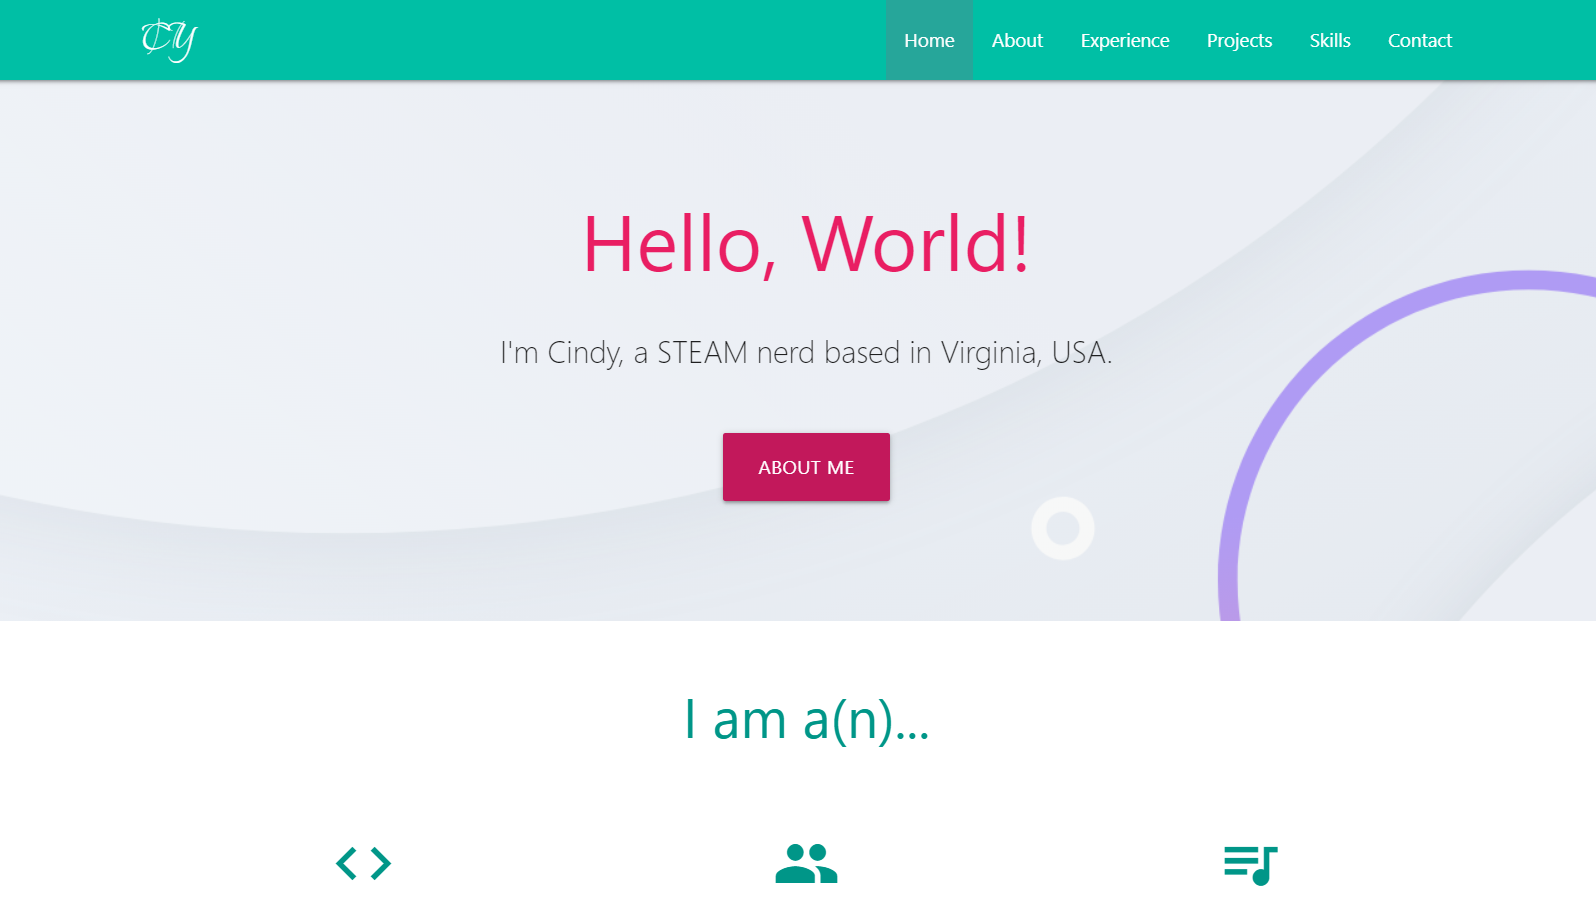 CY
Home About Experience Projects Skills Contact
Hello, World!
I'm Cindy, a STEAM nerd based in Virginia, USA.
ABOUT ME
I am a(n)...